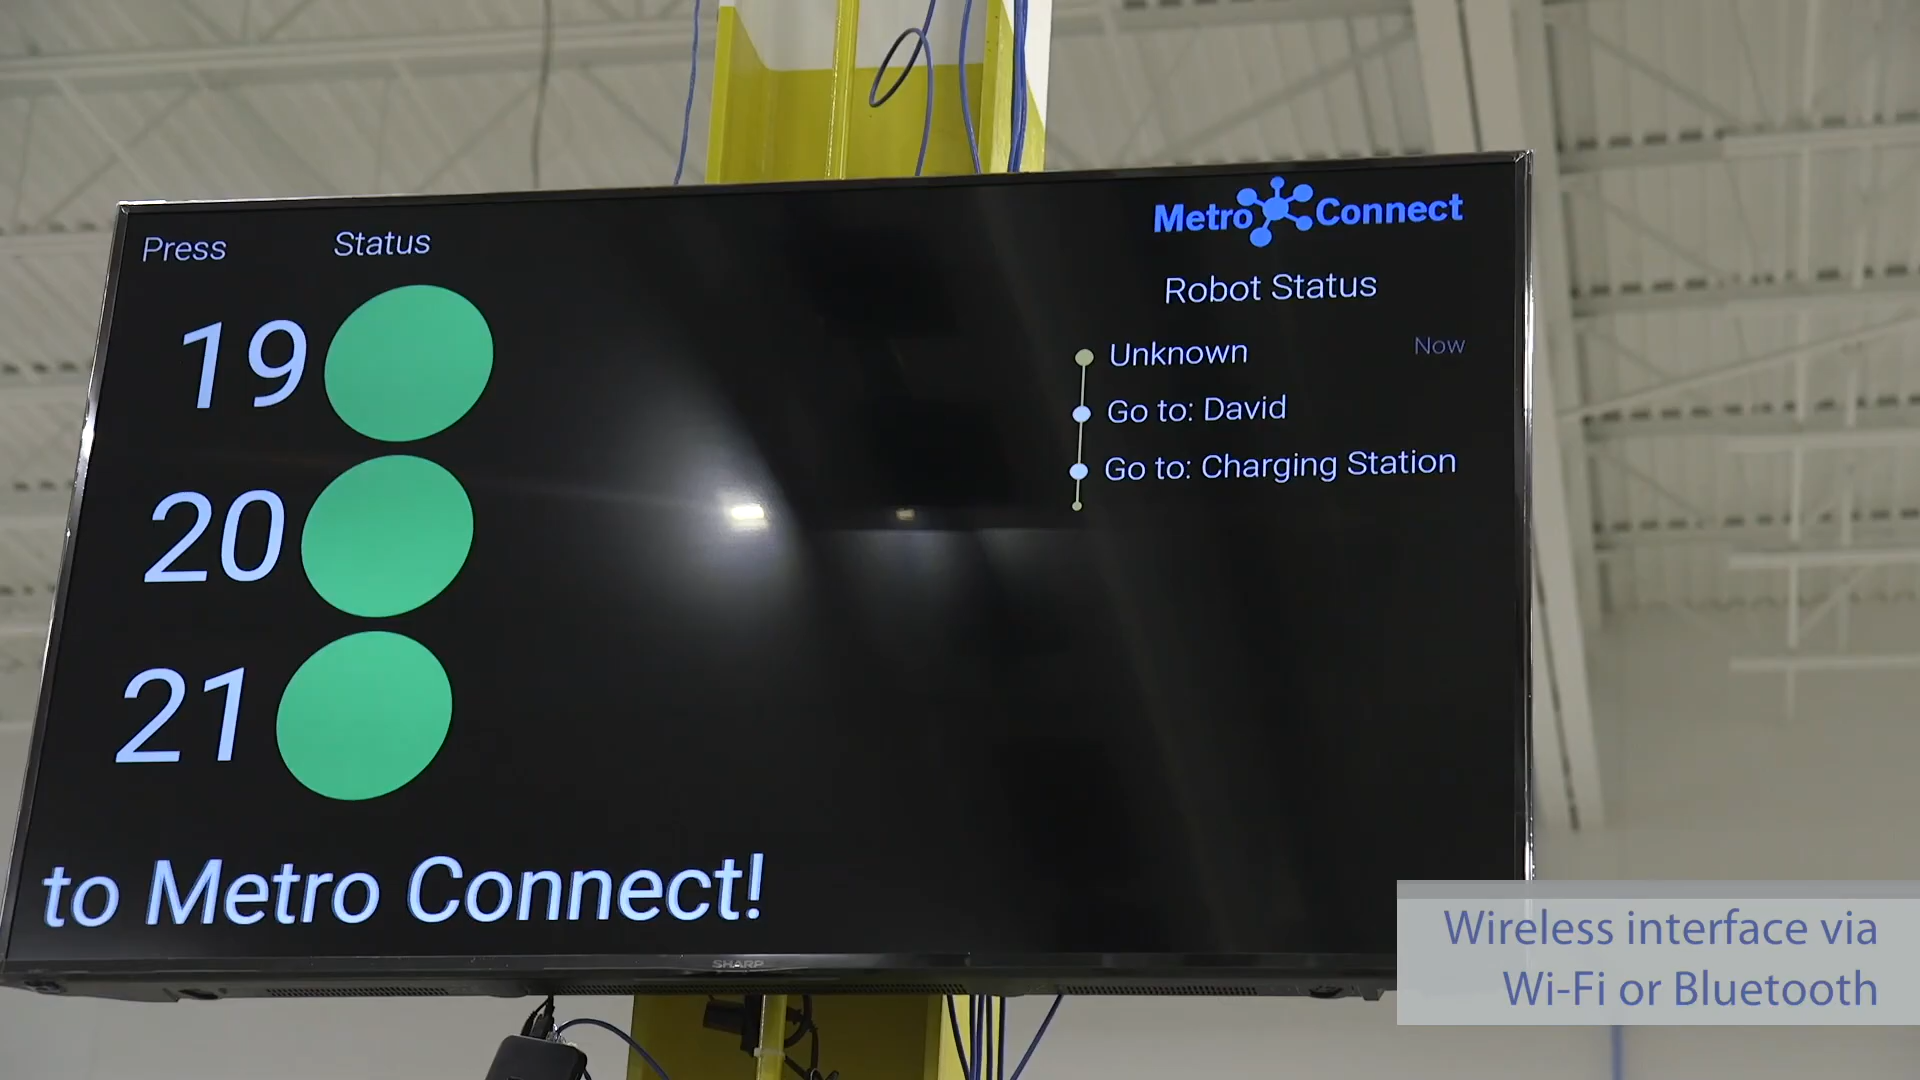 Metro Connect
Press Status
19
20
21
Robot Status
Unknown Now
Go to: David
Go to: Charging Station
to Metro Connect!
SHARP
Wireless interface via
Wi-Fi or Bluetooth